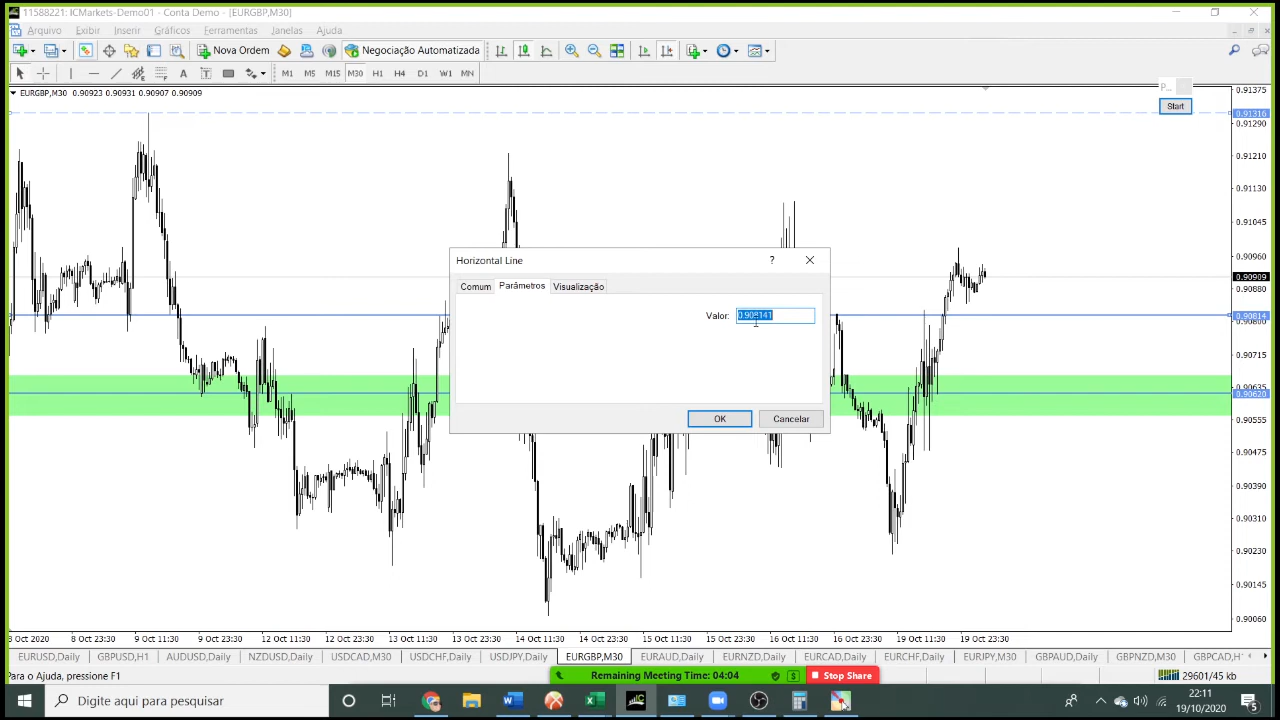 11588221: ICMarkets-Demo01 - Conta Demo - [EURGBP,M30]
Arquivo Exibir Inserir Gráficos Ferramentas Janelas Ajuda
Nova Ordem Negociação Automatizada
A T M1 M5 M15 M30 H1 H4 D1 W1 MN
EURGBP,M30 0.90923 0.90931 0.90907 0.90909
P...
Start
0.91375
0.91316
0.91290
0.91210
0.91130
0.91045
0.90960
0.90909
0.90880
0.90814
0.90800
0.90715
0.90635
0.90620
0.90555
0.90475
0.90390
0.90310
0.90230
0.90145
0.90060
Horizontal Line ?
Comum Parâmetros Visualização
Valor: 0.908141
OK Cancelar
8 Oct 23:30 9 Oct 11:30 9 Oct 23:30 12 Oct 11:30 12 Oct 23:30 13 Oct 11:30 13 Oct 23:30 14 Oct 11:30 14 Oct 23:30 15 Oct 11:30 15 Oct 23:30 16 Oct 11:30 16 Oct 23:30 19 Oct 11:30 19 Oct 23:30
EURUSD,Daily GBPUSD,H1 AUDUSD,Daily NZDUSD,Daily USDCAD,M30 USDCHF,Daily USDJPY,Daily EURGBP,M30 EURAUD,Daily EURNZD,Daily EURCAD,Daily EURCHF,Daily EURJPY,M30 GBPAUD,Daily GBPNZD,M30 GBPCAD,H
Para o Ajuda, pressione F1
Remaining Meeting Time: 04:04
Stop Share
29601/45 kb
Digite aqui para pesquisar
22:11
19/10/2020
5